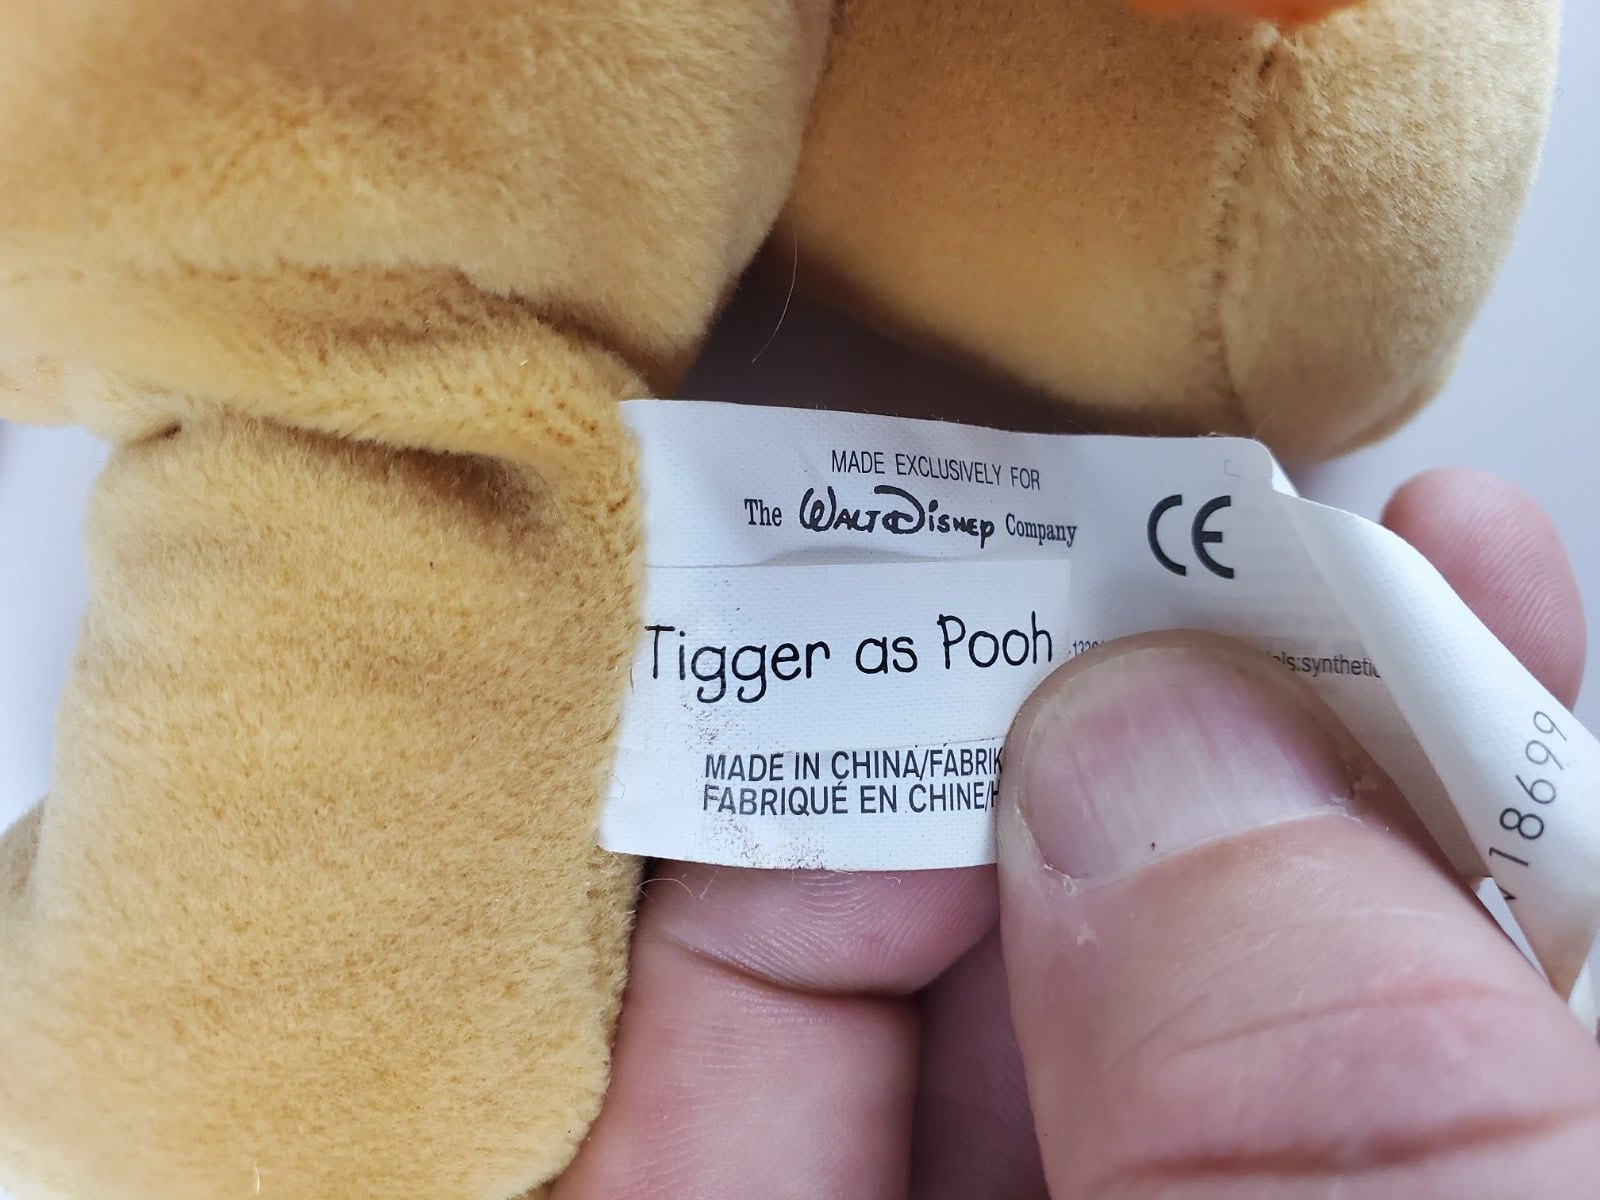 MADE EXCLUSIVELY FOR
The Walt Disney Company
CE
Tigger as Pooh
MADE IN CHINA/FABRIK
FABRIQUÉ EN CHINE/H
18699